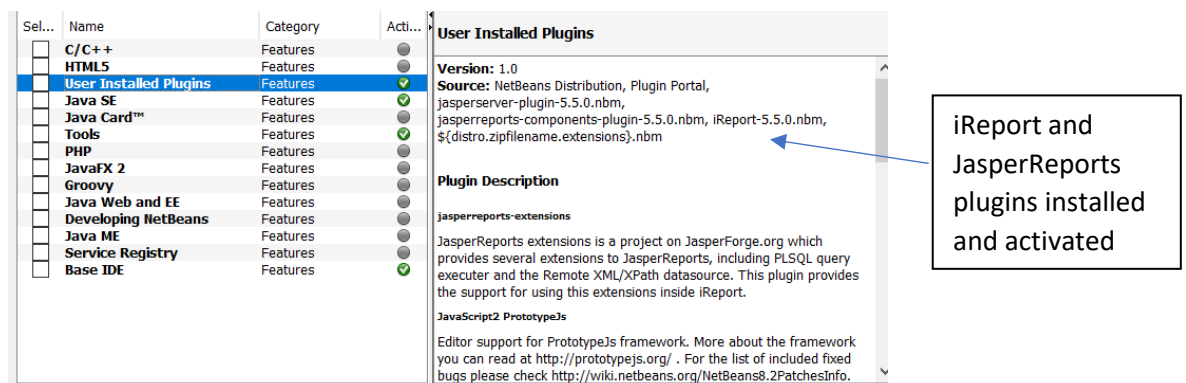 Sel... Name Category Acti...
C/C++ Features
HTML5 Features
User Installed Plugins Features
Java SE Features
Java Card™ Features
Tools Features
PHP Features
JavaFX 2 Features
Groovy Features
Java Web and EE Features
Developing NetBeans Features
Java ME Features
Service Registry Features
Base IDE Features
User Installed Plugins
Version: 1.0
Source: NetBeans Distribution, Plugin Portal,
jasperserver-plugin-5.5.0.nbm,
jasperreports-components-plugin-5.5.0.nbm, iReport-5.5.0.nbm,
${distro.zipfilename.extensions}.nbm
Plugin Description
jasperreports-extensions
JasperReports extensions is a project on JasperForge.org which
provides several extensions to JasperReports, including PLSQL query
executer and the Remote XML/XPath datasource. This plugin provides
the support for using this extensions inside iReport.
JavaScript2 PrototypeJs
Editor support for PrototypeJs framework. More about the framework
you can read at http://prototypejs.org/ . For the list of included fixed
bugs please check http://wiki.netbeans.org/NetBeans8.2PatchesInfo.
iReport and
JasperReports
plugins installed
and activated